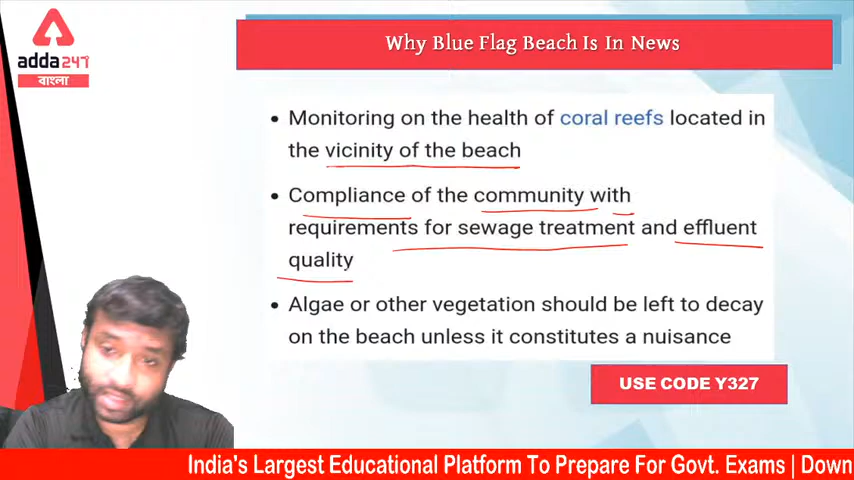 Why Blue Flag Beach Is In News
adda247
বাংলা
• Monitoring on the health of coral reefs located in
the vicinity of the beach
• Compliance of the community with
requirements for sewage treatment and effluent
quality
• Algae or other vegetation should be left to decay
on the beach unless it constitutes a nuisance
USE CODE Y327
India's Largest Educational Platform To Prepare For Govt. Exams | Down